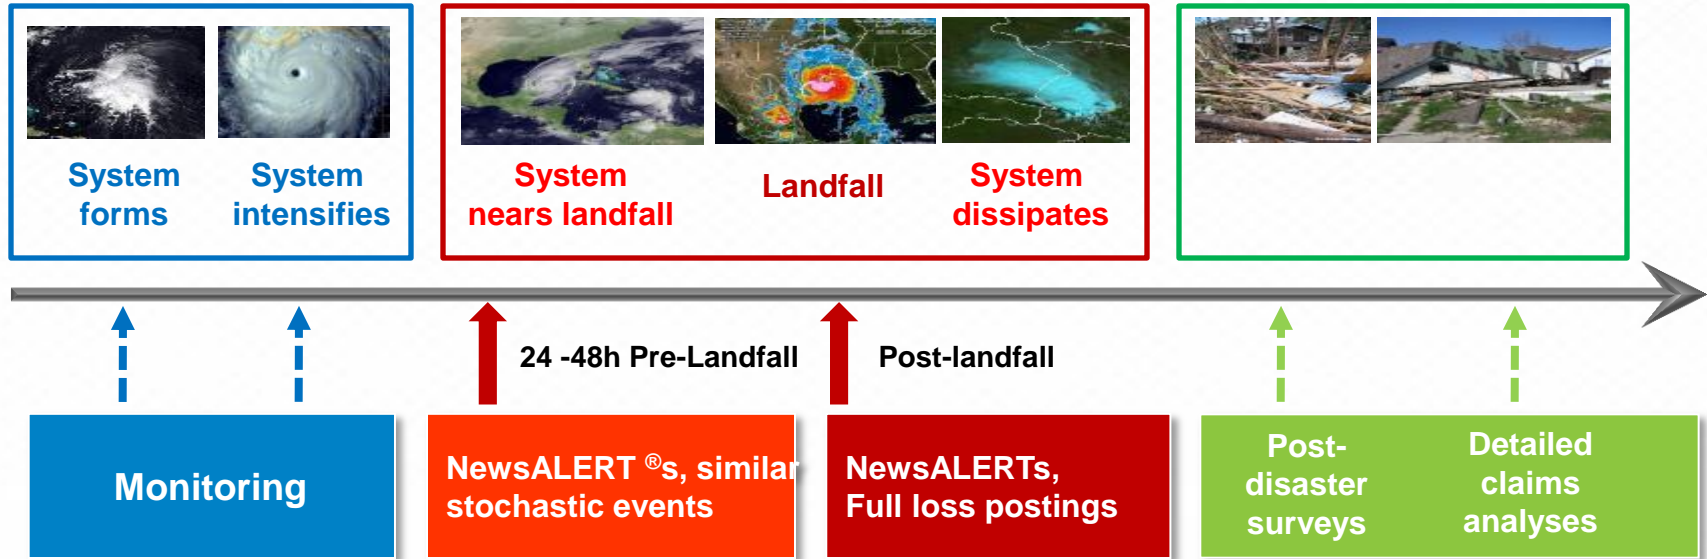 System
forms
System
intensifies
System
nears landfall
Landfall
System
dissipates
24 -48h Pre-Landfall
Post-landfall
Monitoring
NewsALERT ®s, similar
stochastic events
NewsALERTs,
Full loss postings
Post-
disaster
surveys
Detailed
claims
analyses